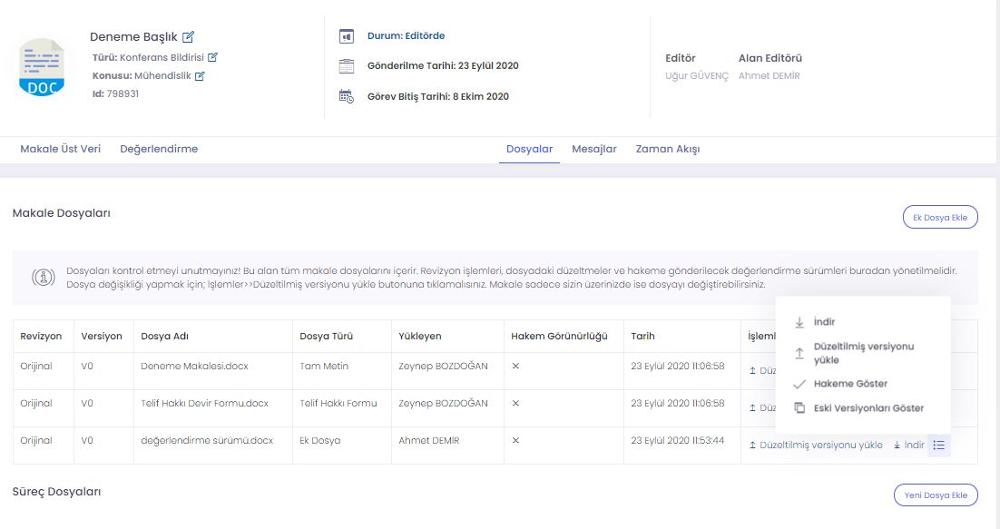 Deneme Başlık
Türü: Konferans Bildirisi
Konusu: Mühendislik
Id: 798931
DOC
Durum: Editörde
Gönderilme Tarihi: 23 Eylül 2020
Görev Bitiş Tarihi: 8 Ekim 2020
Editör Alan Editörü
Uğur GÜVENÇ Ahmet DEMİR
Makale Üst Veri Değerlendirme Dosyalar Mesajlar Zaman Akışı
Makale Dosyaları
Ek Dosya Ekle
Dosyaları kontrol etmeyi unutmayınız! Bu alan tüm makale dosyalarını içerir. Revizyon işlemleri, dosyadaki düzeltmeler ve hakeme gönderilecek değerlendirme sürümleri buradan yönetilmelidir.
Dosya değişikliği yapmak için; İşlemler>>Düzeltilmiş versiyonu yükle butonuna tıklamalısınız. Makale sadece sizin üzerinizde ise dosyayı değiştirebilirsiniz.
Revizyon Versiyon Dosya Adı Dosya Türü Yükleyen Hakem Görünürlüğü Tarih İşleml
Orijinal V0 Deneme Makalesi.docx Tam Metin Zeynep BOZDOĞAN 23 Eylül 2020 11:06:58 Düz
Orijinal V0 Telif Hakkı Devir Formu.docx Telif Hakkı Formu Zeynep BOZDOĞAN 23 Eylül 2020 11:06:58 Düz
Orijinal V0 değerlendirme sürümü.docx Ek Dosya Ahmet DEMİR 23 Eylül 2020 11:53:44 Düzeltilmiş versiyonu yükle İndir
İndir
Düzeltilmiş versiyonu
yükle
Hakeme Göster
Eski Versiyonları Göster
Süreç Dosyaları
Yeni Dosya Ekle